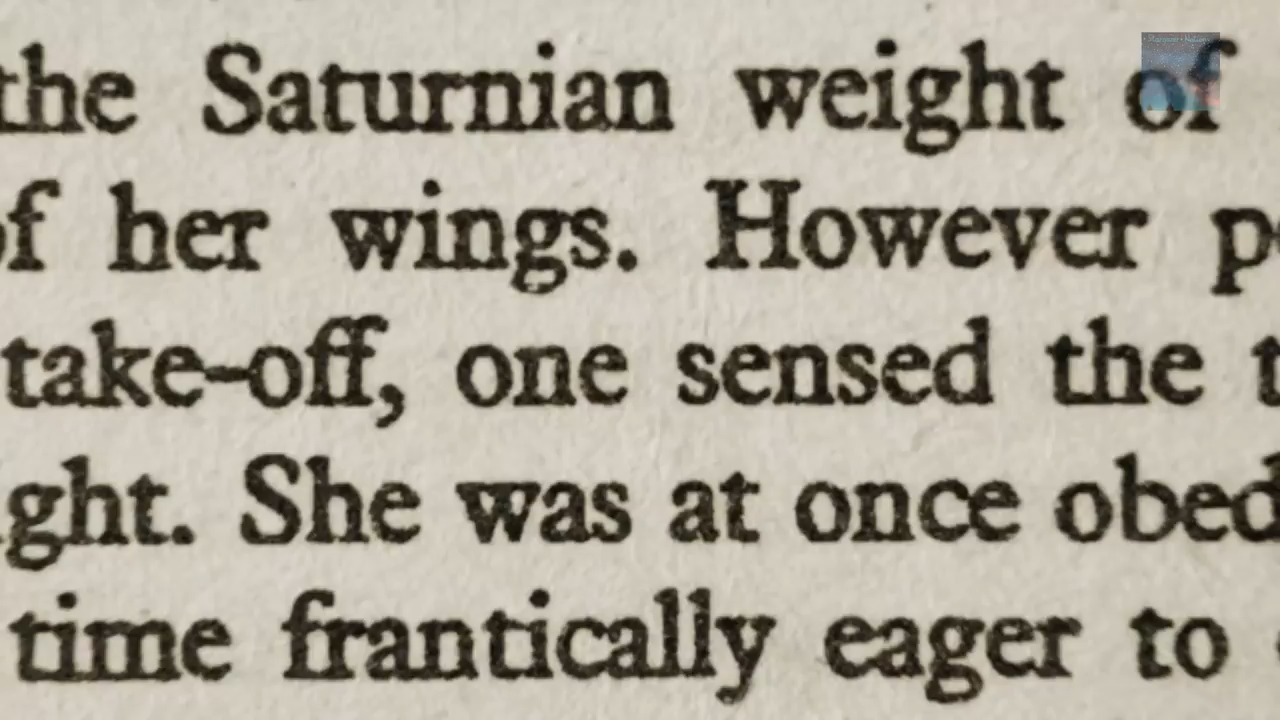 the Saturnian weight of
of her wings. However
take-off, one sensed the
ght. She was at once obed
time frantically eager to